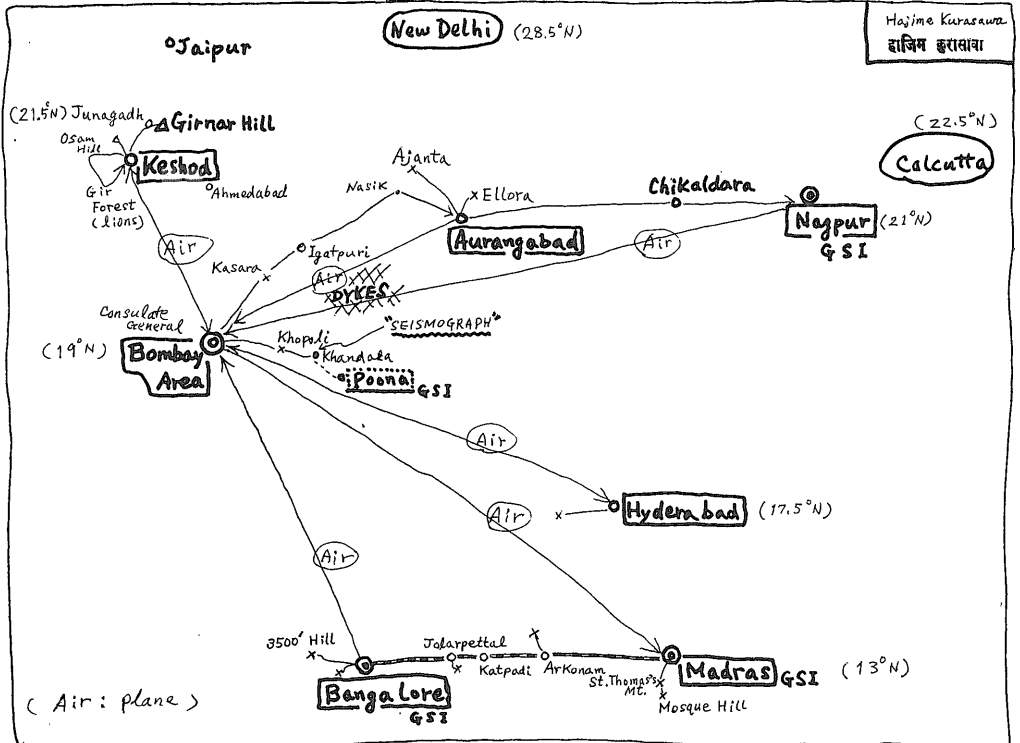 New Delhi (28.5°N)
Hajime Kurasawa
हाजिम कुरासावा
Jaipur
(21.5°N) Junagadh
Girnar Hill
Osam
Hill
Keshod
Gir
Forest
(lions)
Ahmedabad
(22.5°N)
Calcutta
Ajanta
Nasik
Ellora
Chikaldara
Aurangabad
Nagpur (21°N)
GSI
Air
Igatpuri
Kasara
Air
Air
DYKES
Consulate
General
"SEISMOGRAPH"
(19°N)
Bombay
Area
Khopoli
Khandala
Poona
GSI
Air
Air
Hyderabad (17.5°N)
Air
3500' Hill
Jolarpettal
Katpadi
Arkonam
St. Thomas's
Mt.
Mosque Hill
Bangalore
GSI
Madras GSI (13°N)
(Air : plane)